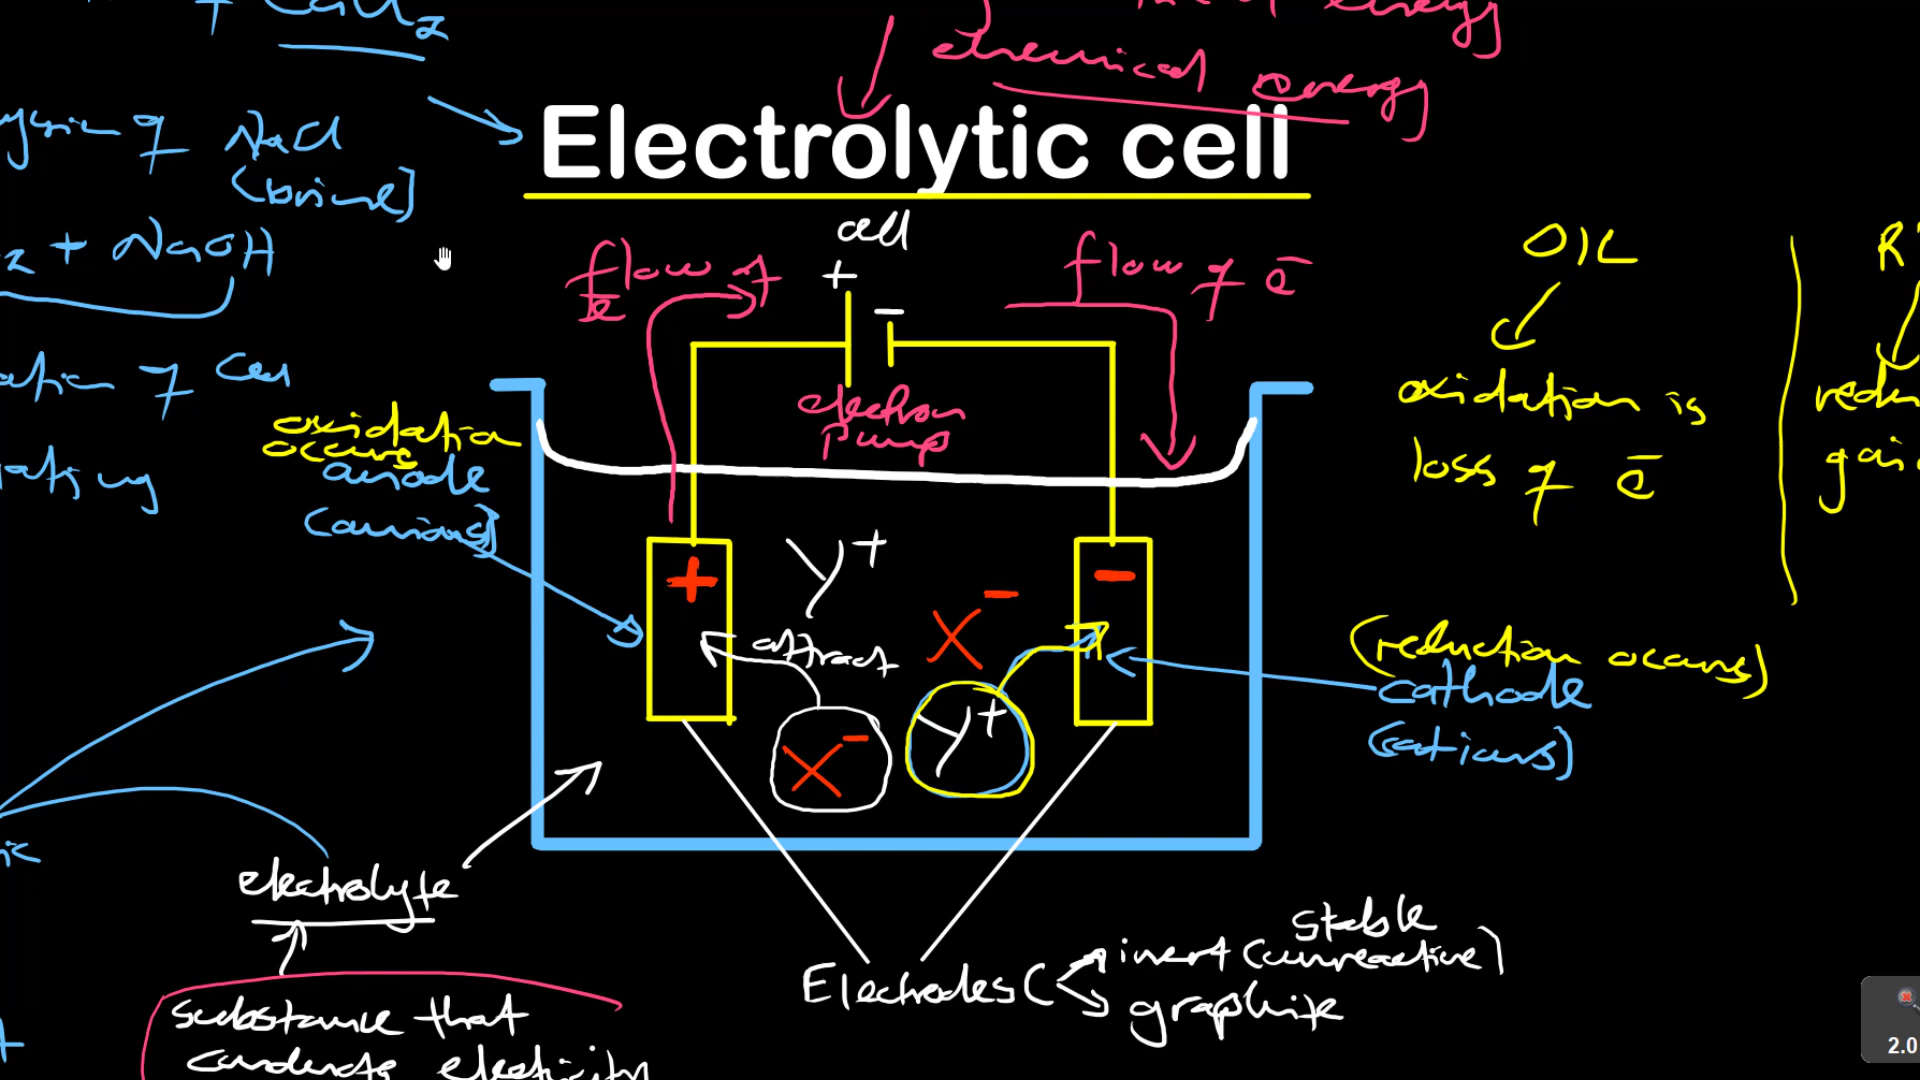 energy
chemical energy
Electrolytic cell
NaCl
(brine)
+ NaOH
cell
+
−
flow of
e
flow of e̅
electron
pump
OIL
oxidation is
loss of e̅
oxidation
occurs
anode
(anions)
+
−
Y⁺
X⁻
attract
X⁻
Y⁺
(reduction occurs)
cathode
(cations)
electrolyte
substance that
conducts electricity
Electrodes (
stable
inert (unreactive)
graphite
2.0